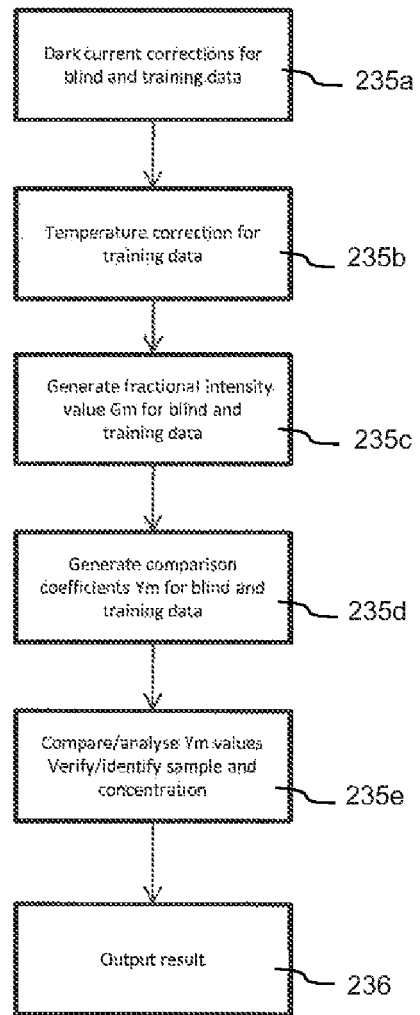 Dark current corrections for
blind and training data
235a
Temperature correction for
training data
235b
Generate fractional intensity
value Gm for blind and
training data
235c
Generate comparison
coefficients Ym for blind and
training data
235d
Compare/analyse Ym values
Verify/identify sample and
concentration
235e
Output result
236